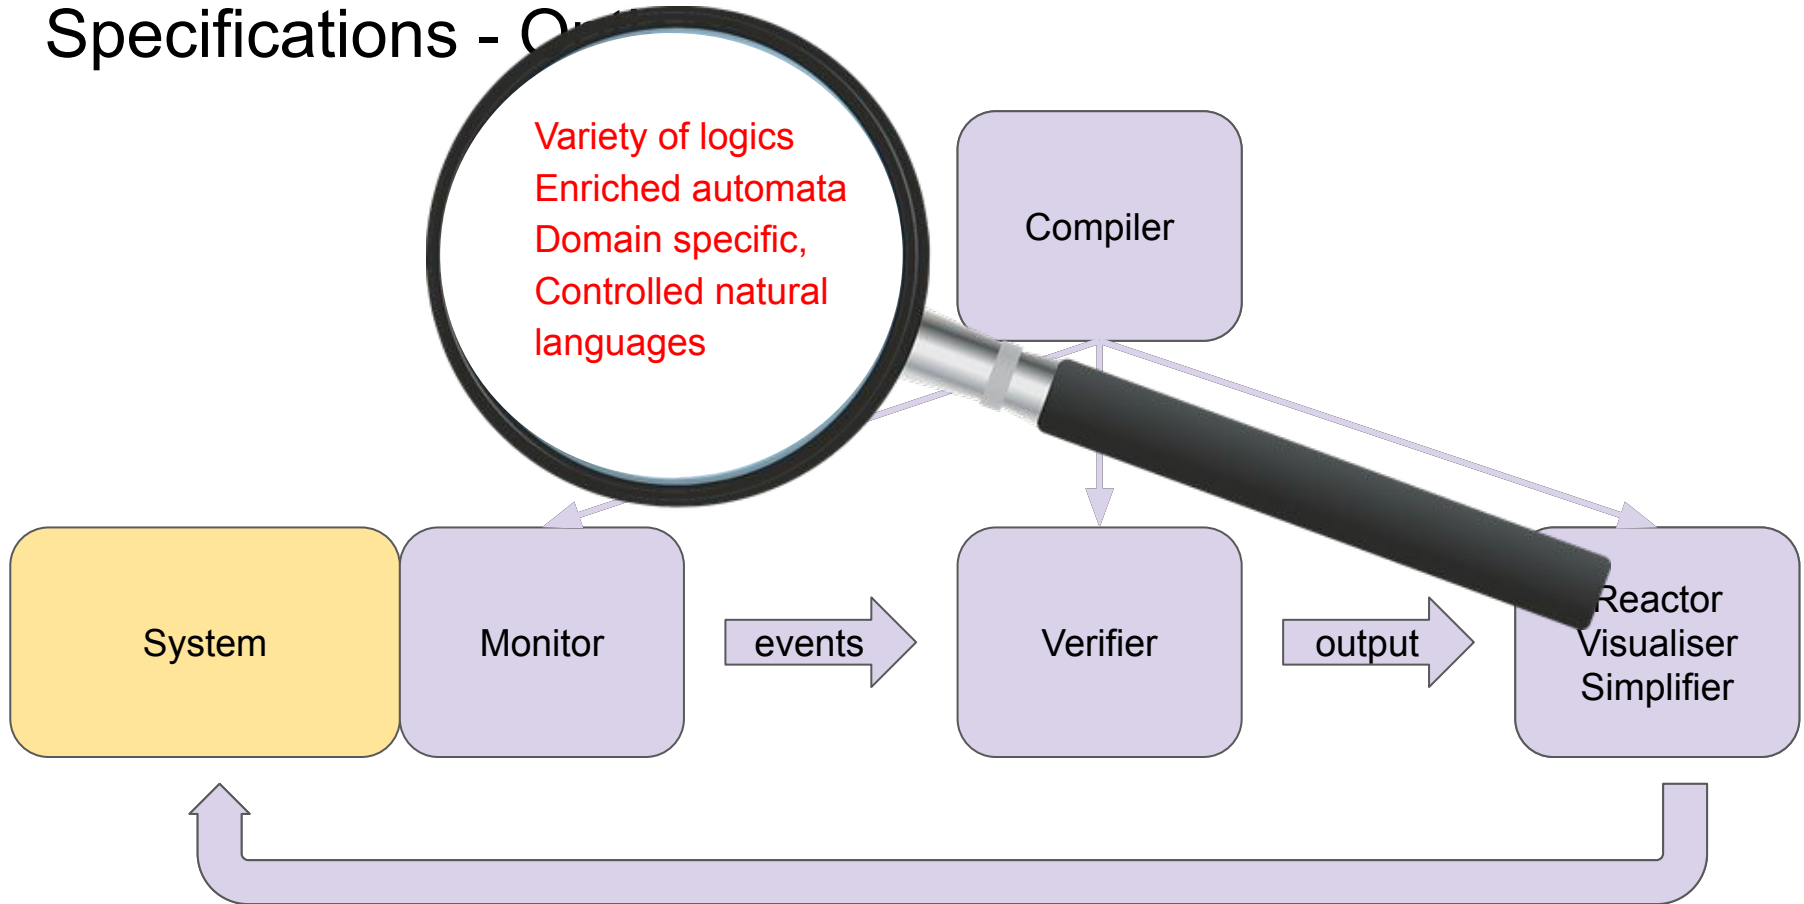 Specifications -
Variety of logics
Enriched automata
Domain specific,
Controlled natural
languages
Compiler
System
Monitor
events
Verifier
output
Reactor
Visualiser
Simplifier